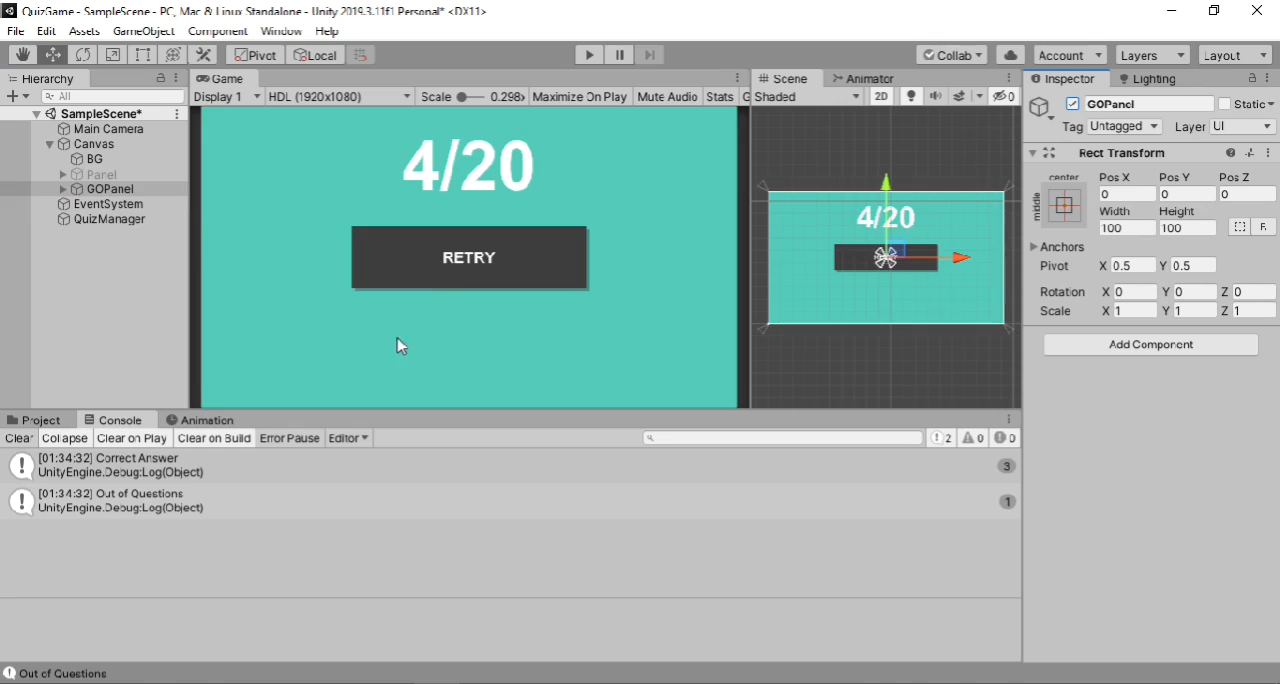 QuizGame - SampleScene - PC, Mac & Linux Standalone - Unity 2019.3.11f1 Personal* <DX11>
File Edit Assets GameObject Component Window Help
Pivot Local Collab Account Layers Layout
Hierarchy Game Scene Animator Inspector Lighting
All Display 1 HDL (1920x1080) Scale 0.298x Maximize On Play Mute Audio Stats G Shaded 2D 0
GOPanel Static
SampleScene*
Main Camera
Tag Untagged Layer UI
Canvas
BG
Rect Transform
Panel
GOPanel
EventSystem
QuizManager
4/20
RETRY
4/20
center Pos X Pos Y Pos Z
0 0 0
middle Width Height
100 100 R
Anchors
Pivot X 0.5 Y 0.5
Rotation X 0 Y 0 Z 0
Scale X 1 Y 1 Z 1
Add Component
Project Console Animation
Clear Collapse Clear on Play Clear on Build Error Pause Editor 2 0 0
[01:34:32] Correct Answer
UnityEngine.Debug:Log(Object)
3
[01:34:32] Out of Questions
UnityEngine.Debug:Log(Object)
1
Out of Questions